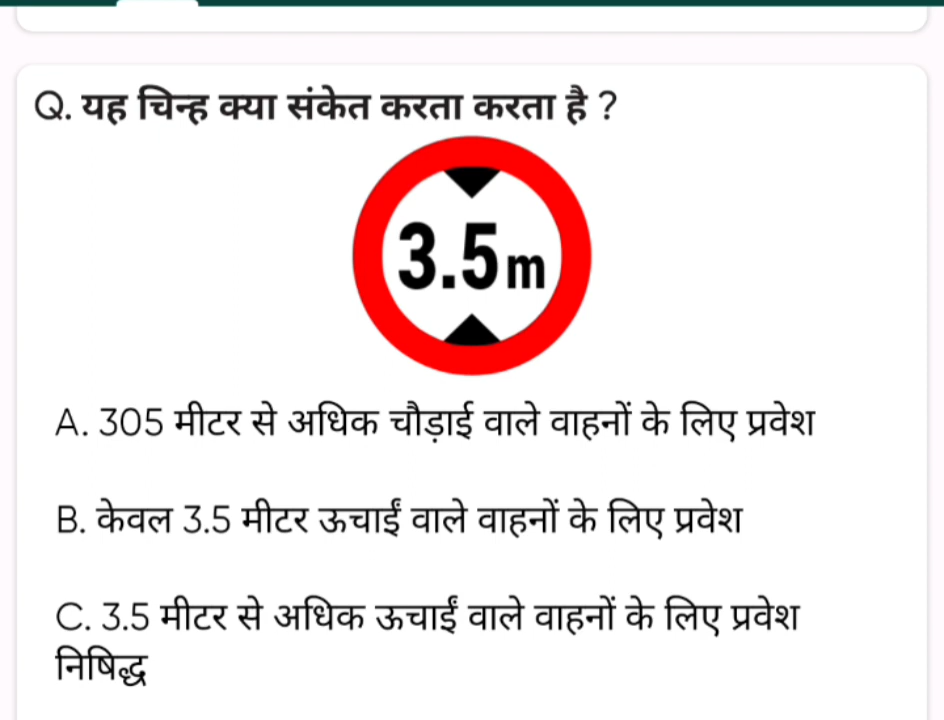 Q. यह चिन्ह क्या संकेत करता करता है ?
3.5m
A. 305 मीटर से अधिक चौड़ाई वाले वाहनों के लिए प्रवेश
B. केवल 3.5 मीटर ऊचाईं वाले वाहनों के लिए प्रवेश
C. 3.5 मीटर से अधिक ऊचाईं वाले वाहनों के लिए प्रवेश
निषिद्ध